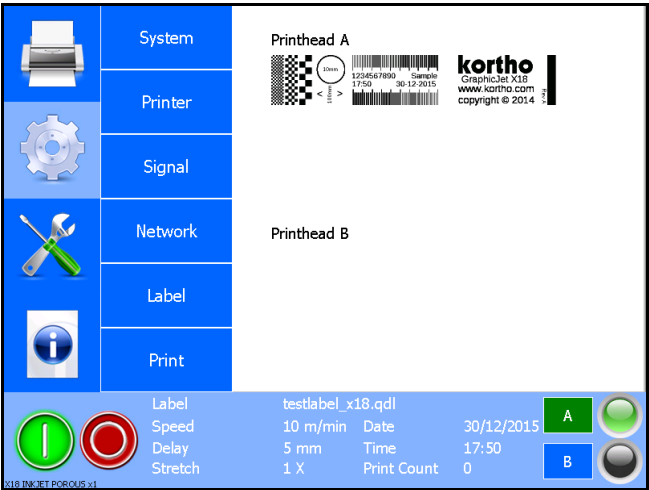 System
Printer
Signal
Network
Label
Print
Printhead A
10mm
100mm
< >
1234567890 Sample
17:50 30-12-2015
kortho
GraphicJet X18
www.kortho.com
copyright © 2014
Rev.A
Printhead B
Label testlabel_x18.qdl
Speed 10 m/min Date 30/12/2015
Delay 5 mm Time 17:50
Stretch 1 X Print Count 0
A
B
X18 INKJET POROUS x1